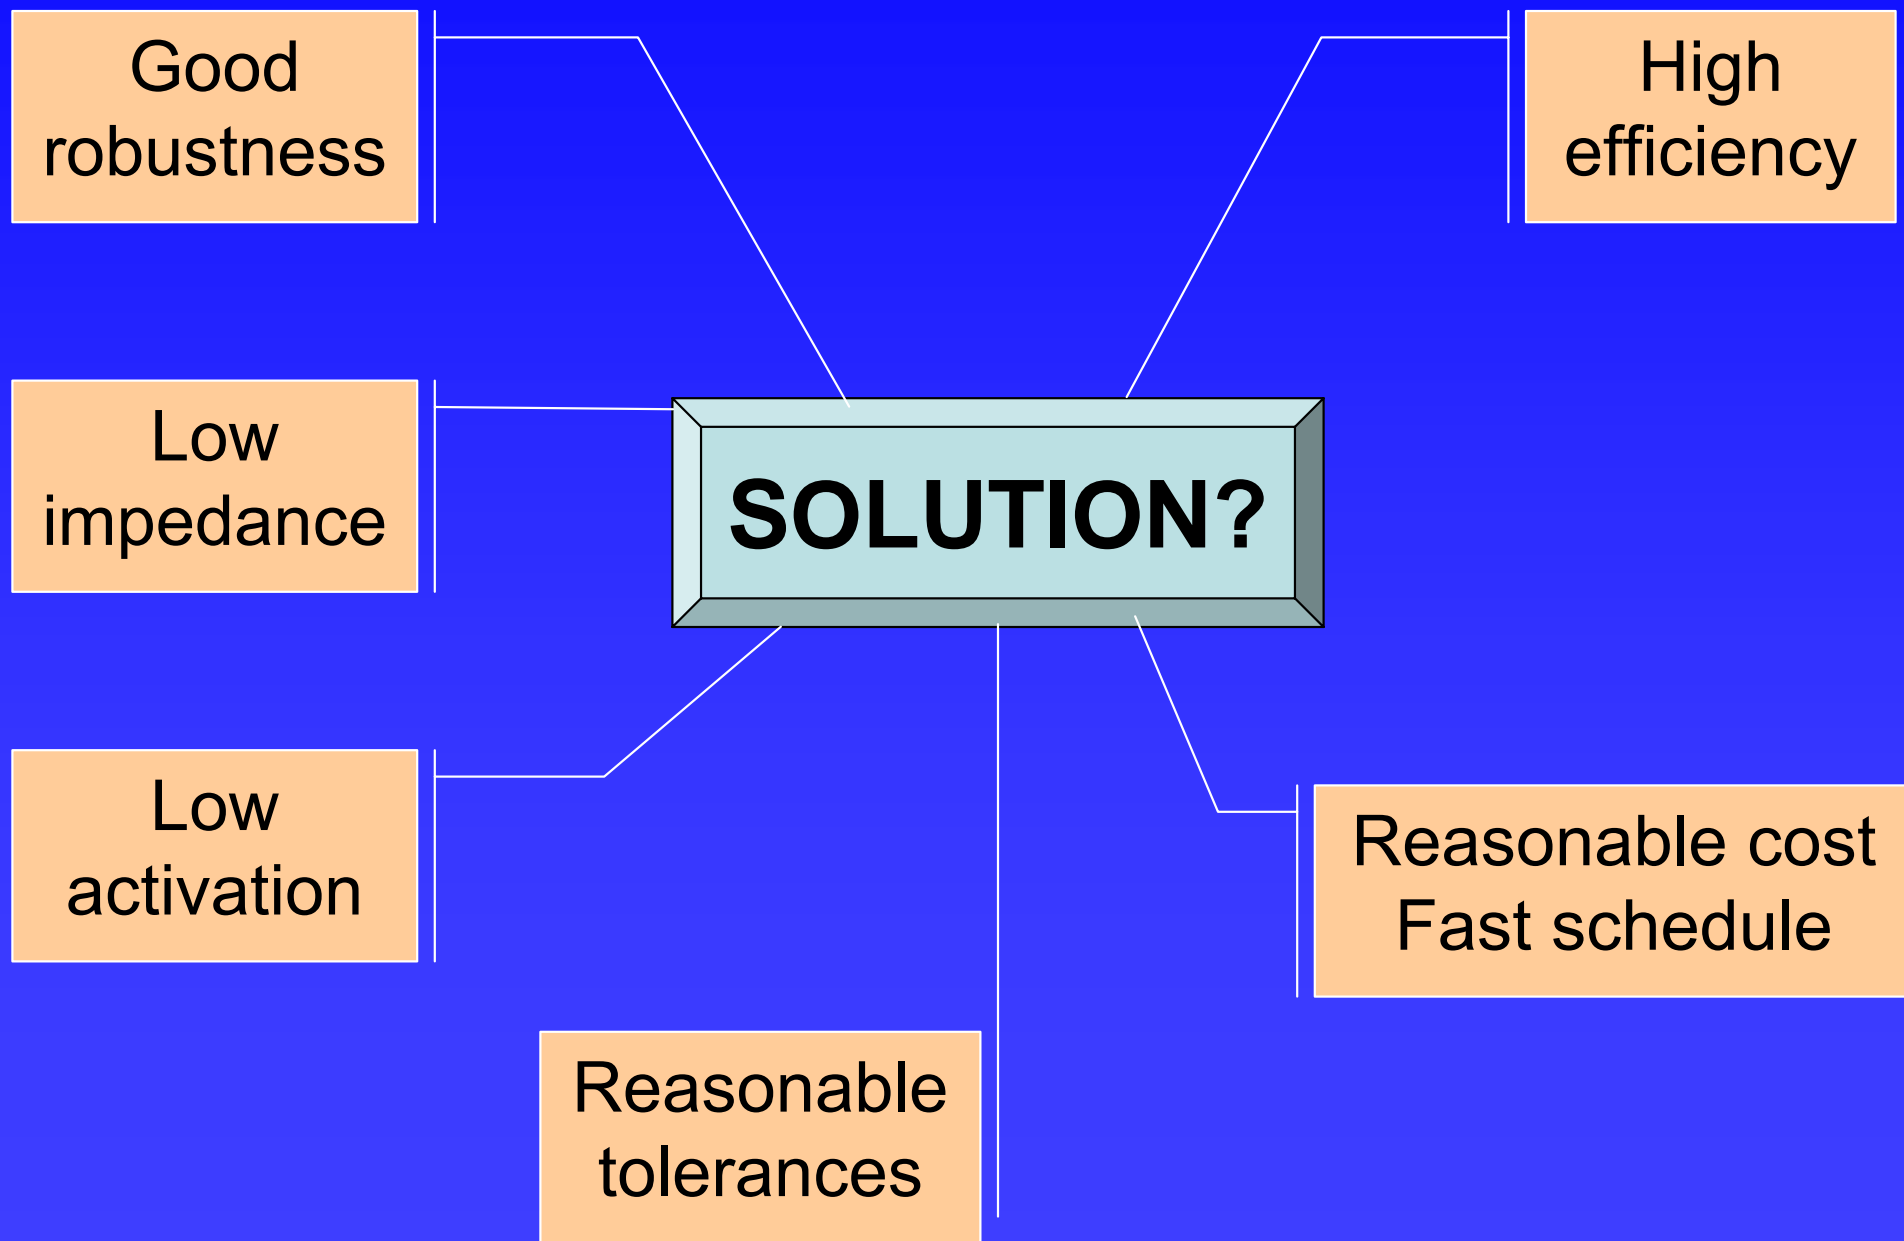 Good
robustness
High
efficiency
Low
impedance
SOLUTION?
Low
activation
Reasonable cost
Fast schedule
Reasonable
tolerances